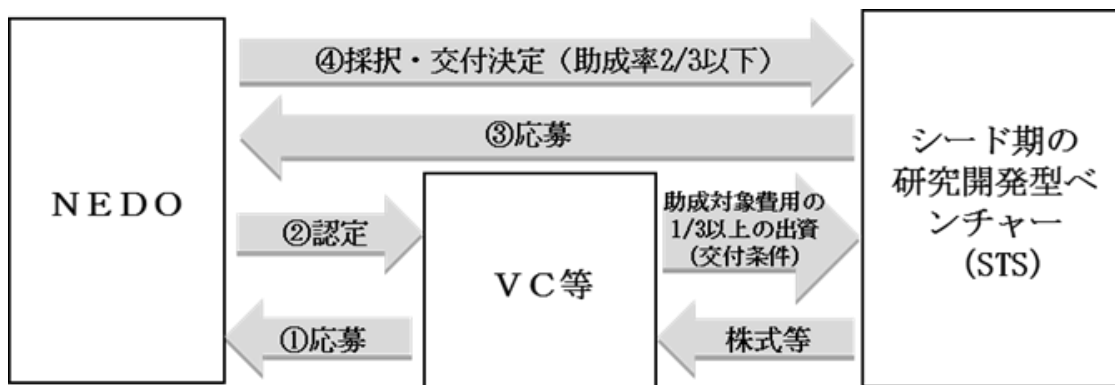 ④採択・交付決定(助成率2/3以下)
③応募
NEDO
②認定
①応募
VC等
助成対象費用の
1/3以上の出資
(交付条件)
株式等
シード期の
研究開発型ベ
ンチャー
(STS)